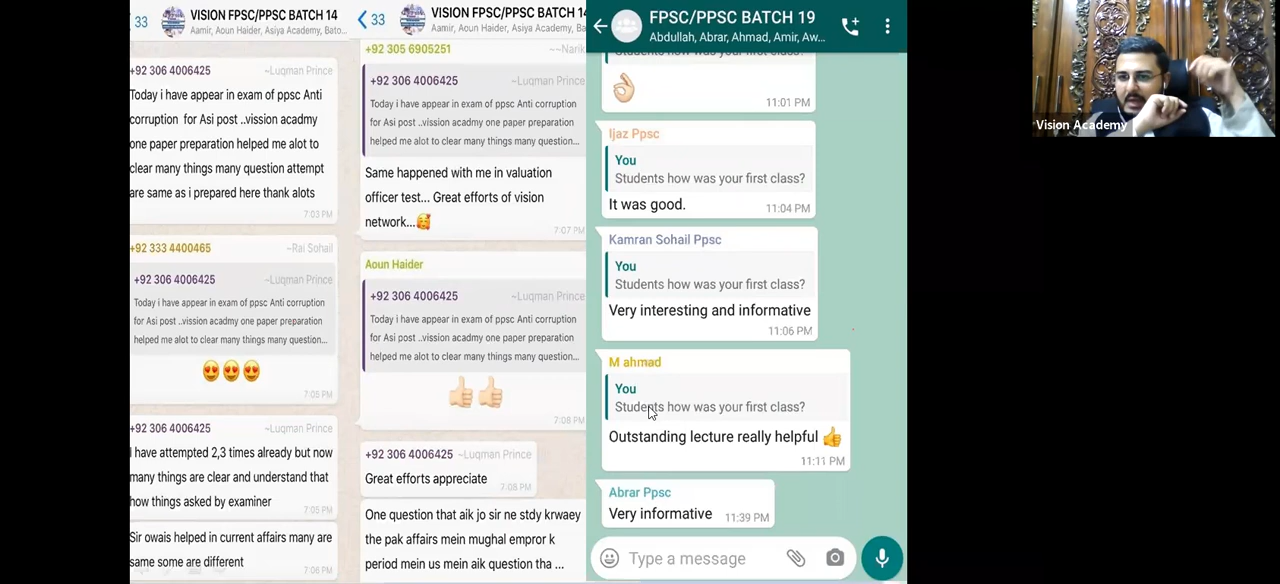 33
VISION FPSC/PPSC BATCH 14
Aamir, Aoun Haider, Asiya Academy, Bato...
+92 306 4006425 ~Luqman Prince
Today i have appear in exam of ppsc Anti
corruption for Asi post ..vission acadmy
one paper preparation helped me alot to
clear many things many question attempt
are same as i prepared here thank alots
7:03 PM
+92 333 4400465 ~Rai Sohail
+92 306 4006425 ~Luqman Prince
Today i have appear in exam of ppsc Anti corruption
for Asi post ..vission acadmy one paper preparation
helped me alot to clear many things many question...
😍😍😍
7:05 PM
+92 306 4006425 ~Luqman Prince
I have attempted 2,3 times already but now
many things are clear and understand that
how things asked by examiner
7:05 PM
Sir owais helped in current affairs many are
same some are different
7:06 PM
33
VISION FPSC/PPSC BATCH 14
Aamir, Aoun Haider, Asiya Academy, Bato...
+92 305 6905251 ~~Narik
+92 306 4006425 ~Luqman Prince
Today i have appear in exam of ppsc Anti corruption
for Asi post ..vission acadmy one paper preparation
helped me alot to clear many things many question...
Same happened with me in valuation
officer test... Great efforts of vision
network...🥰
7:07 PM
Aoun Haider
+92 306 4006425 ~Luqman Prince
Today i have appear in exam of ppsc Anti corruption
for Asi post ..vission acadmy one paper preparation
helped me alot to clear many things many question...
👍🏻👍🏻
7:08 PM
+92 306 4006425 ~Luqman Prince
Great efforts appreciate
7:08 PM
One question that aik jo sir ne stdy krwaey
the pak affairs mein mughal empror k
period mein us mein aik question tha ...
FPSC/PPSC BATCH 19
Abdullah, Abrar, Ahmad, Amir, Aw...
Students how was your first class?
👌🏻
11:01 PM
Ijaz Ppsc
You
Students how was your first class?
It was good.
11:04 PM
Kamran Sohail Ppsc
You
Students how was your first class?
Very interesting and informative
11:06 PM
M ahmad
You
Students how was your first class?
Outstanding lecture really helpful 👍
11:11 PM
Abrar Ppsc
Very informative 11:39 PM
Type a message
Vision Academy